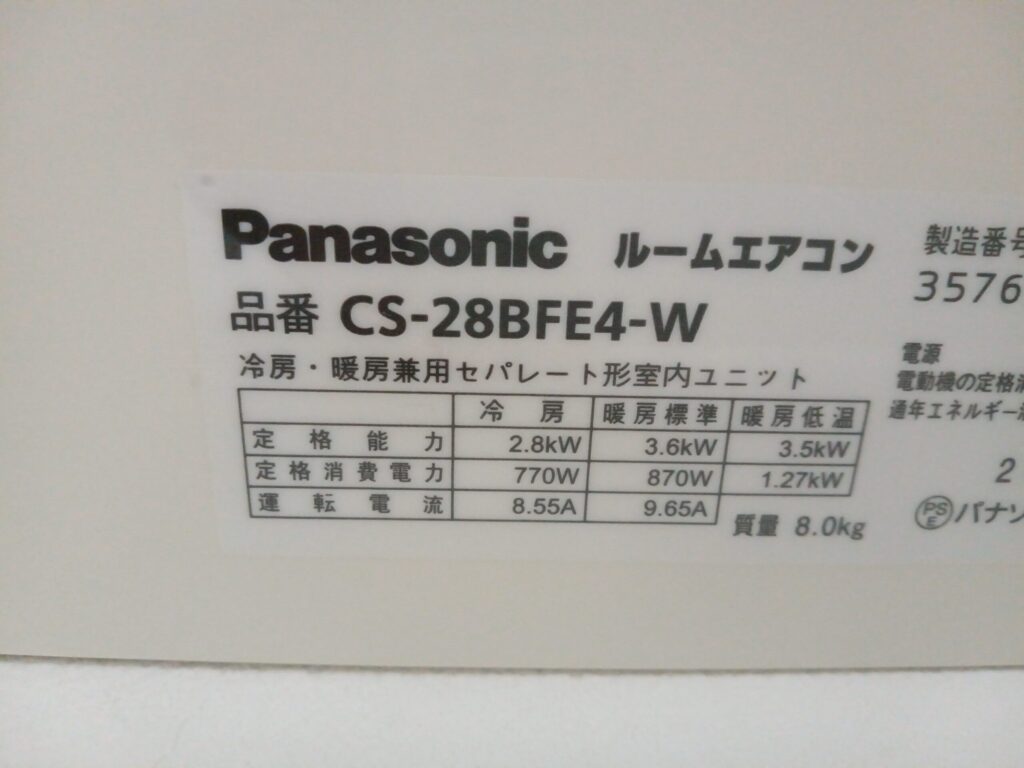 Panasonic ルームエアコン
品番 CS-28BFE4-W
冷房・暖房兼用セパレート形室内ユニット
冷房 暖房標準 暖房低温
定格能力 2.8kW 3.6kW 3.5kW
定格消費電力 770W 870W 1.27kW
運転電流 8.55A 9.65A
質量 8.0kg
製造番号
3576
電源
電動機の定格消
通年エネルギー消
2
PSE パナソ